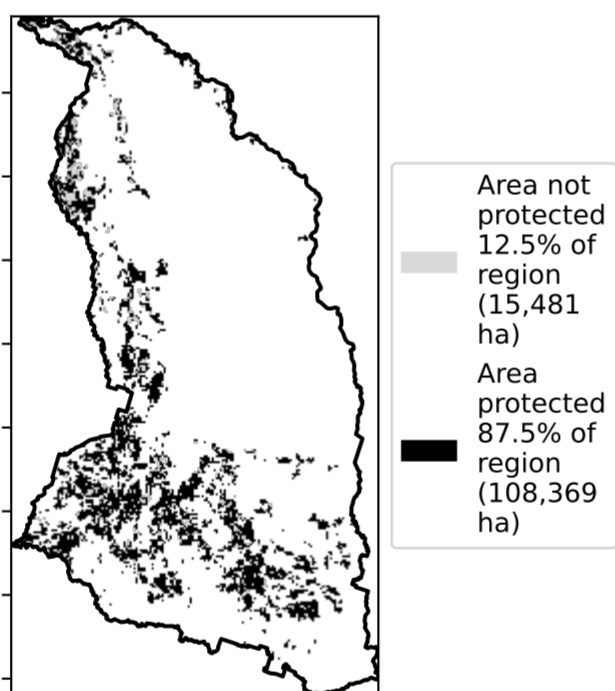 Area not
protected
12.5% of
region
(15,481
ha)
Area
protected
87.5% of
region
(108,369
ha)